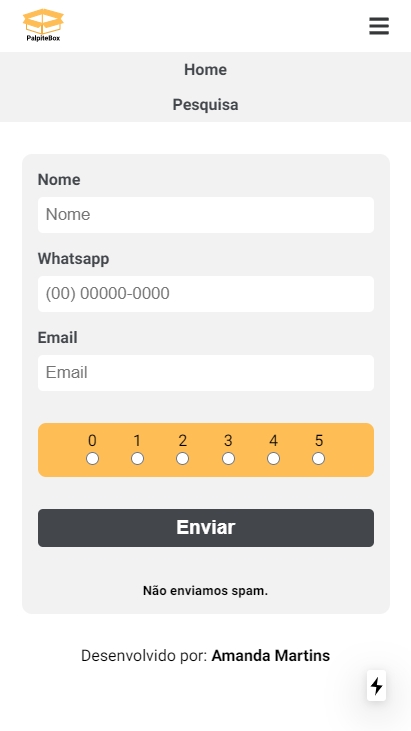 PalpiteBox
Home
Pesquisa
Nome
Nome
Whatsapp
(00) 00000-0000
Email
Email
0 1 2 3 4 5
Enviar
Não enviamos spam.
Desenvolvido por: Amanda Martins